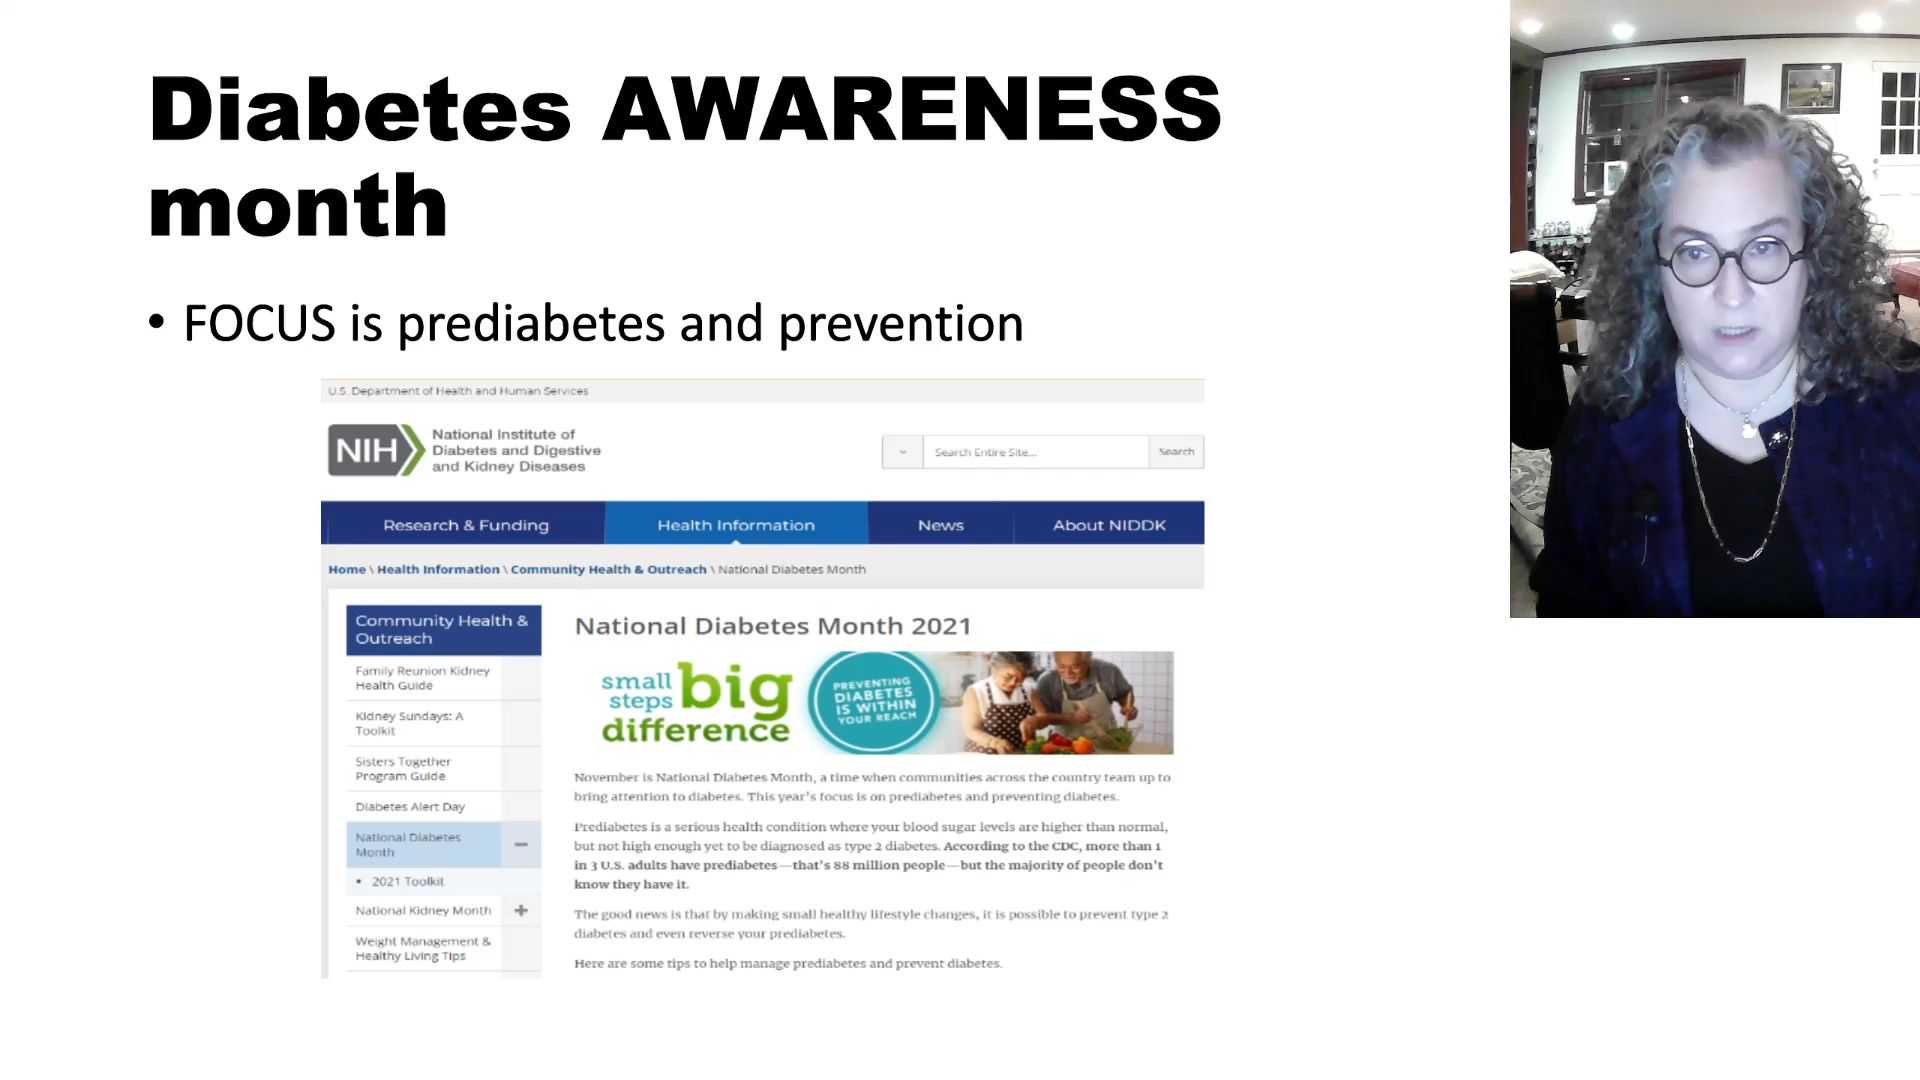 Diabetes AWARENESS
month
• FOCUS is prediabetes and prevention
U.S. Department of Health and Human Services
NIH
National Institute of
Diabetes and Digestive
and Kidney Diseases
Search Entire Site...
Search
Research & Funding
Health Information
News
About NIDDK
Home \ Health Information \ Community Health & Outreach \ National Diabetes Month
Community Health &
Outreach
Family Reunion Kidney
Health Guide
Kidney Sundays: A
Toolkit
Sisters Together
Program Guide
Diabetes Alert Day
National Diabetes
Month
• 2021 Toolkit
National Kidney Month
Weight Management &
Healthy Living Tips
National Diabetes Month 2021
small
steps
big
difference
PREVENTING
DIABETES
IS WITHIN
YOUR REACH
November is National Diabetes Month, a time when communities across the country team up to
bring attention to diabetes. This year's focus is on prediabetes and preventing diabetes.
Prediabetes is a serious health condition where your blood sugar levels are higher than normal,
but not high enough yet to be diagnosed as type 2 diabetes. According to the CDC, more than 1
in 3 U.S. adults have prediabetes—that's 88 million people—but the majority of people don't
know they have it.
The good news is that by making small healthy lifestyle changes, it is possible to prevent type 2
diabetes and even reverse your prediabetes.
Here are some tips to help manage prediabetes and prevent diabetes.